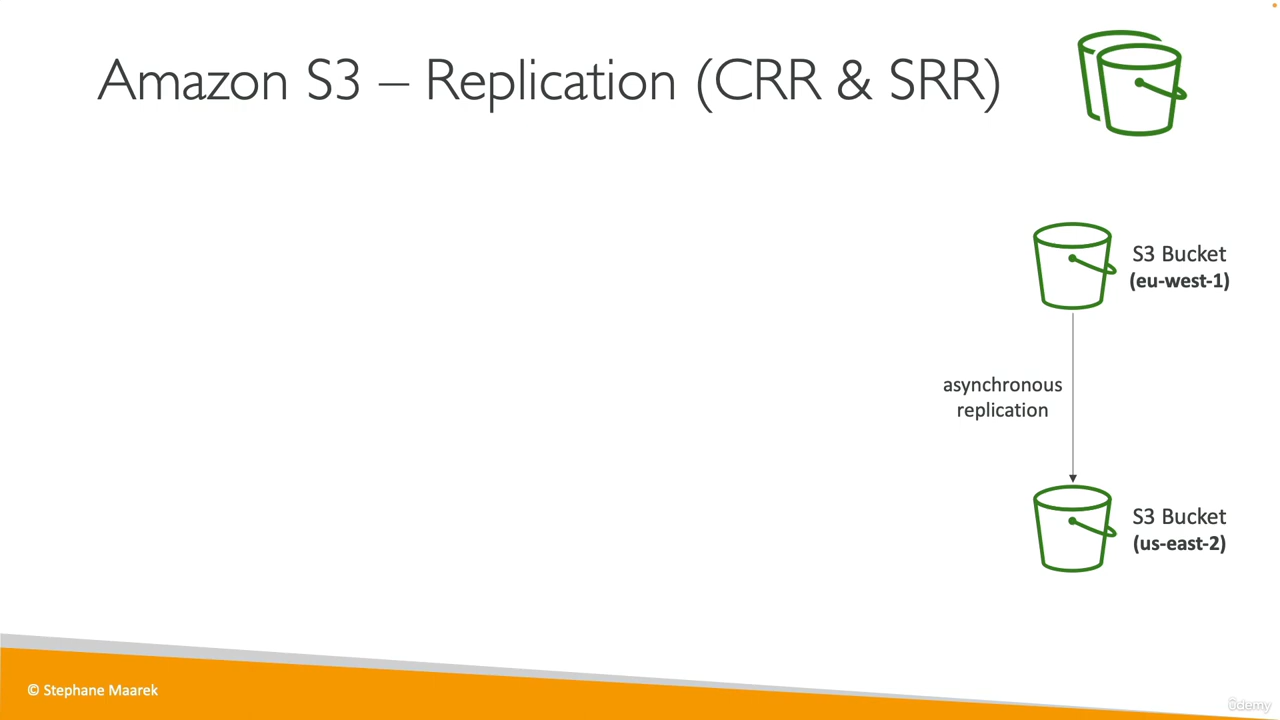 Amazon S3 – Replication (CRR & SRR)
S3 Bucket
(eu-west-1)
asynchronous
replication
S3 Bucket
(us-east-2)
© Stephane Maarek
ûdemy